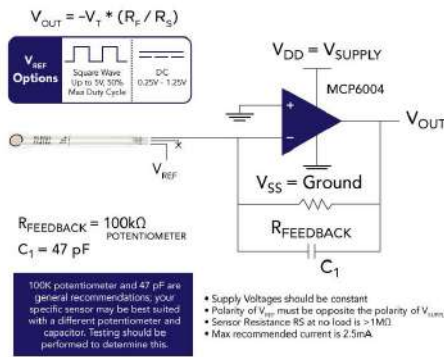 V_OUT = -V_T * (R_F / R_S)
V_REF
Options
Square Wave
Up to 5V, 50%
Max Duty Cycle
DC
0.25V - 1.25V
V_DD = V_SUPPLY
MCP6004
+
−
V_OUT
V_REF
V_SS = Ground
R_FEEDBACK
C_1
R_FEEDBACK = 100kΩ
POTENTIOMETER
C_1 = 47 pF
100K potentiometer and 47 pF are
general recommendations; your
specific sensor may be best suited
with a different potentiometer and
capacitor. Testing should be
performed to determine this.
• Supply Voltages should be constant
• Polarity of V_REF must be opposite the polarity of V_SUPPLY
• Sensor Resistance RS at no load is >1MΩ
• Max recommended current is 2.5mA